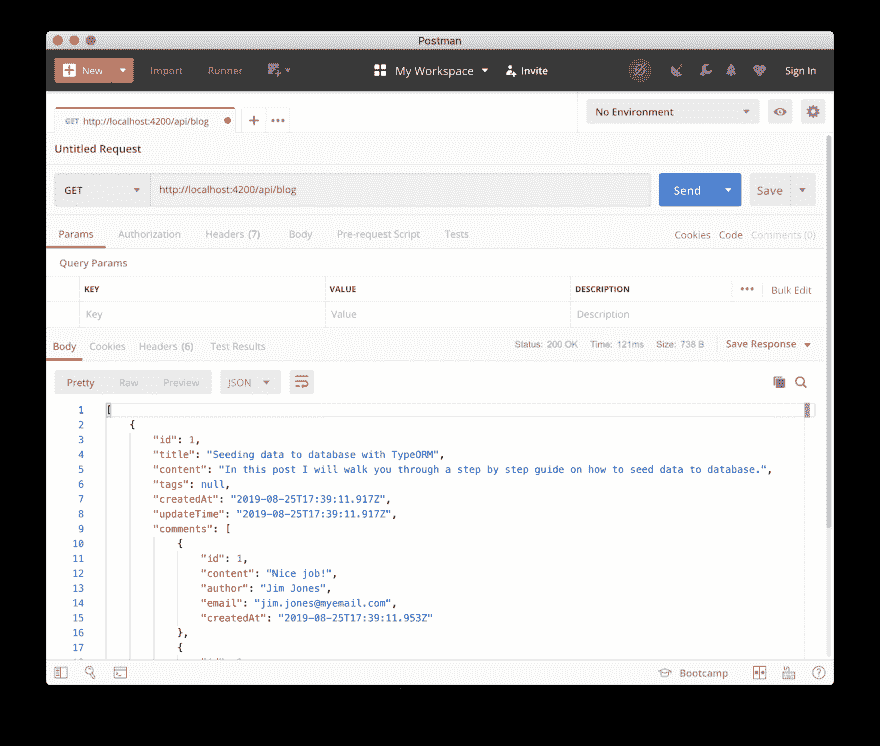 Postman
New Import Runner My Workspace Invite Sign In
GET http://localhost:4200/api/blog No Environment
Untitled Request
GET http://localhost:4200/api/blog Send Save
Params Authorization Headers (7) Body Pre-request Script Tests Cookies Code Comments (0)
Query Params
KEY VALUE DESCRIPTION Bulk Edit
Key Value Description
Body Cookies Headers (6) Test Results Status: 200 OK Time: 121ms Size: 738 B Save Response
Pretty Raw Preview JSON
1 [
2 {
3 "id": 1,
4 "title": "Seeding data to database with TypeORM",
5 "content": "In this post I will walk you through a step by step guide on how to seed data to database.",
6 "tags": null,
7 "createdAt": "2019-08-25T17:39:11.917Z",
8 "updateTime": "2019-08-25T17:39:11.917Z",
9 "comments": [
10 {
11 "id": 1,
12 "content": "Nice job!",
13 "author": "Jim Jones",
14 "email": "jim.jones@myemail.com",
15 "createdAt": "2019-08-25T17:39:11.953Z"
16 },
17 {
Bootcamp